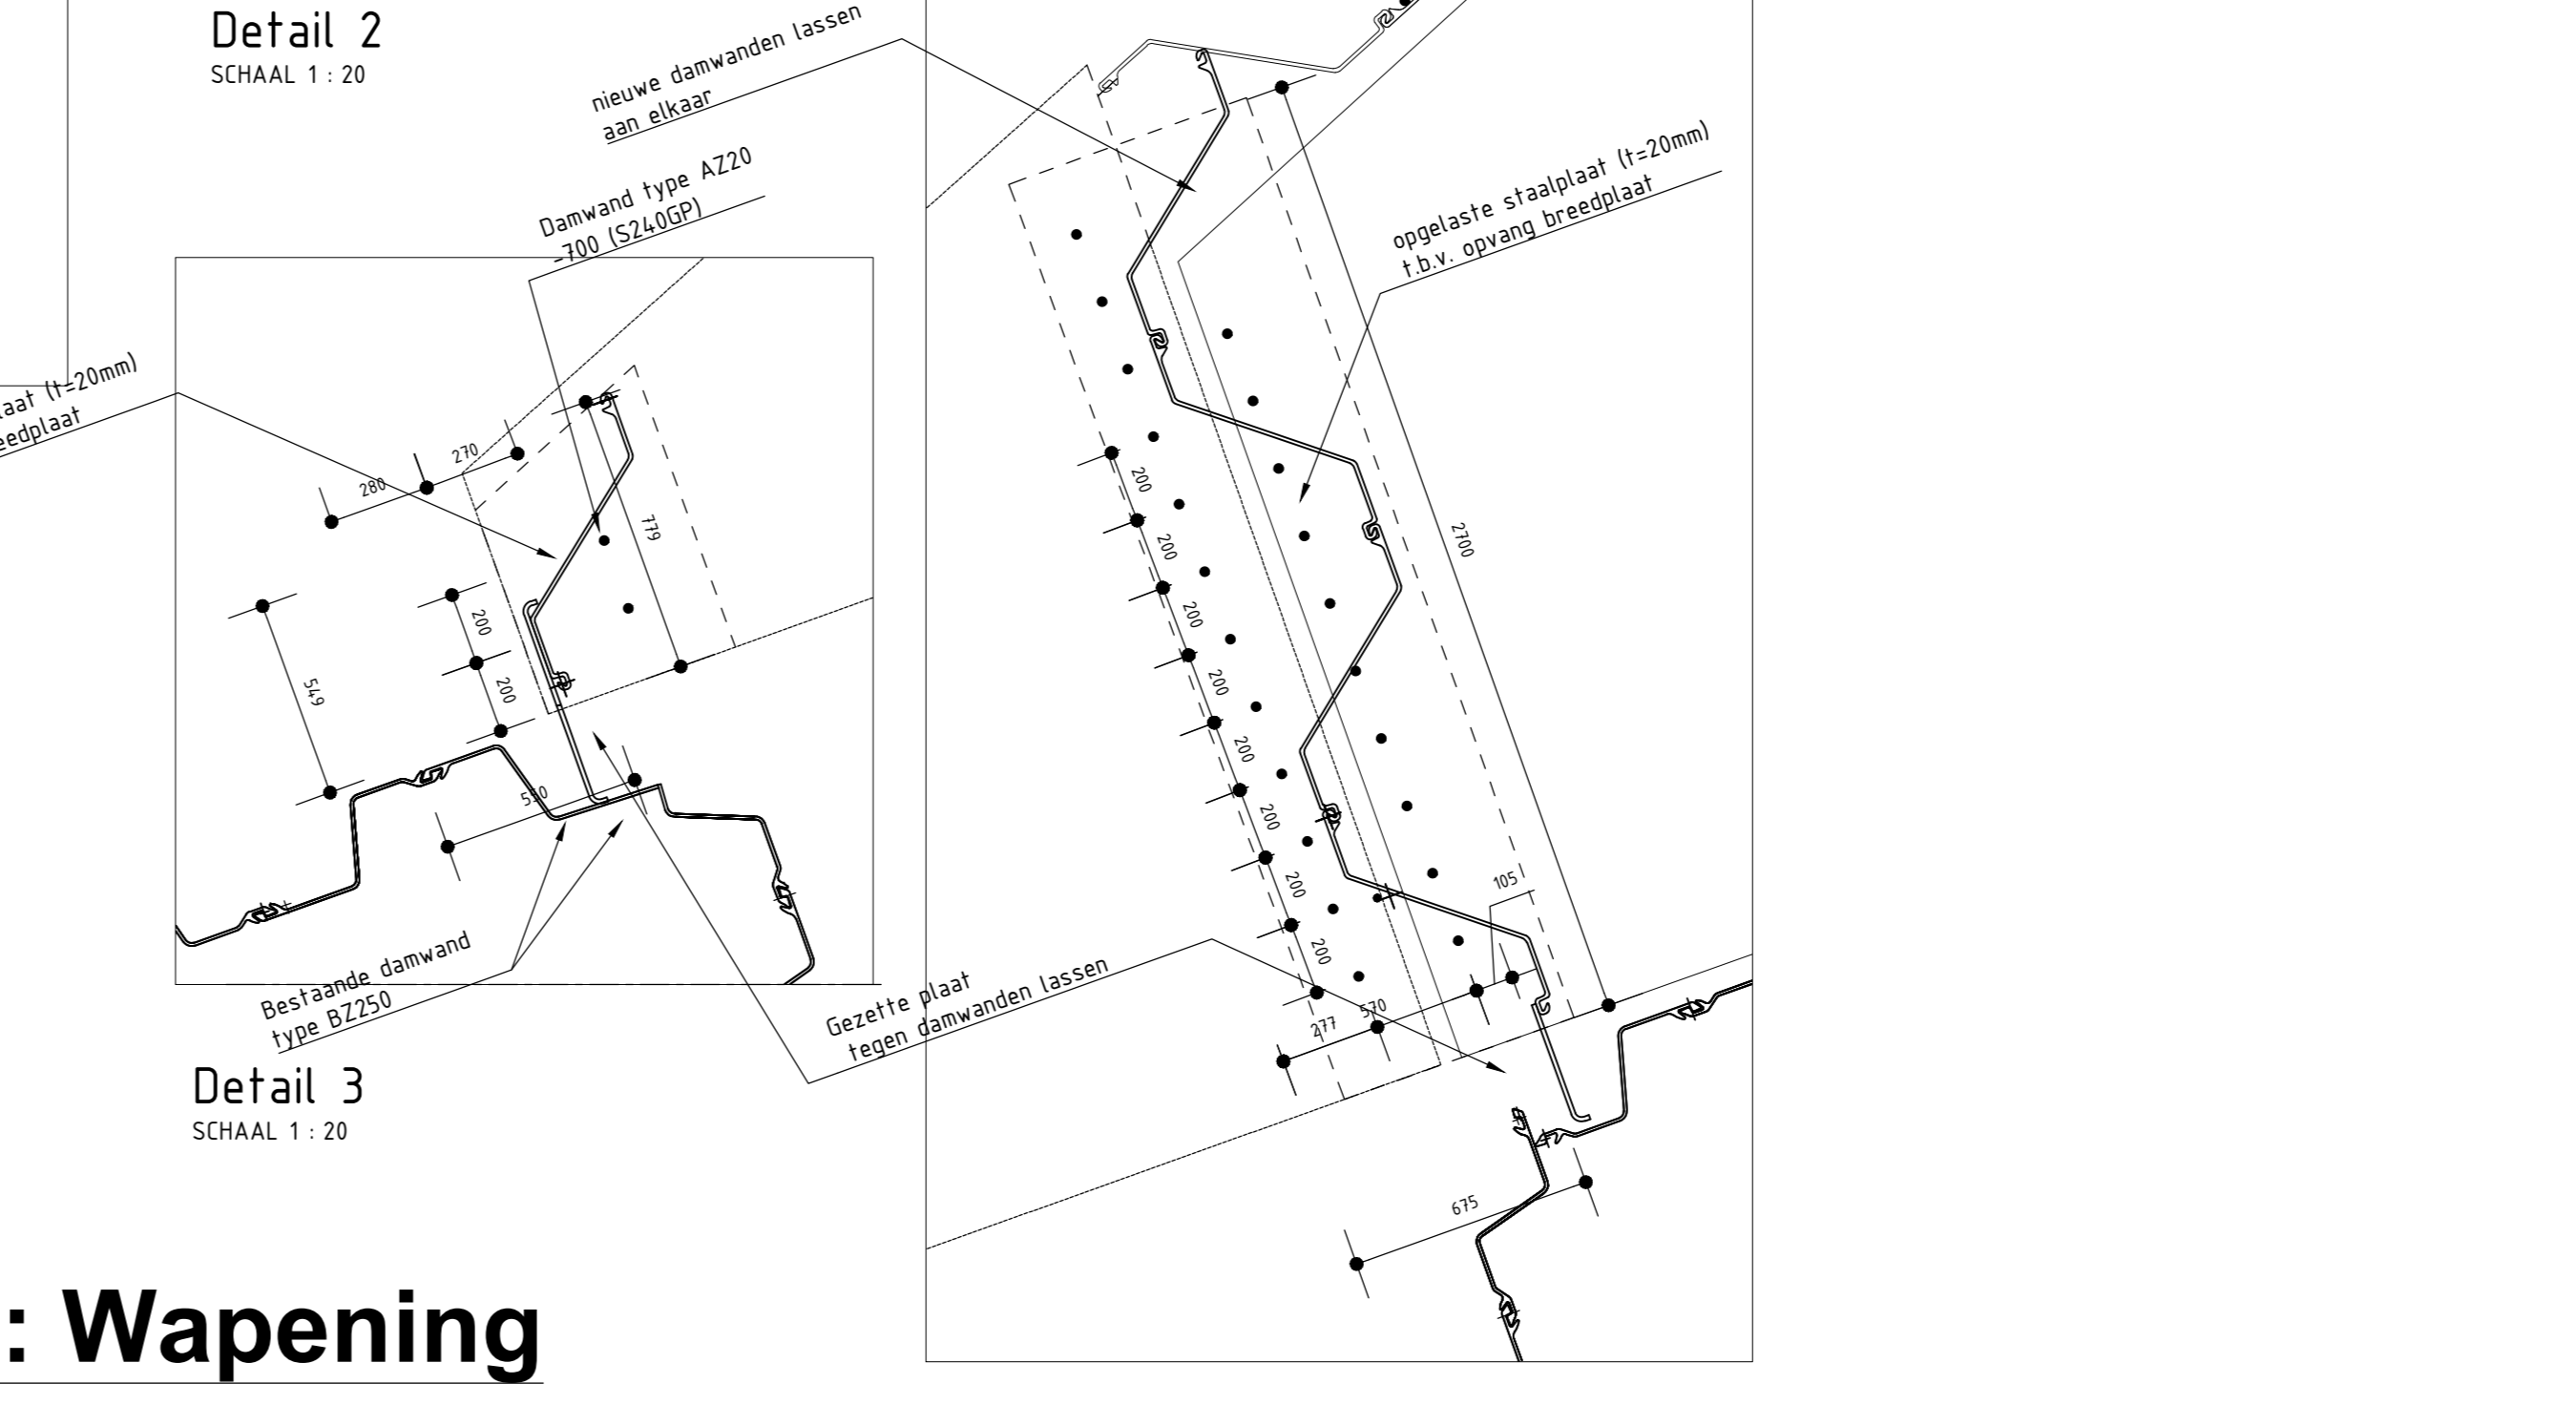 Detail 2
SCHAAL 1 : 20
nieuwe damwanden lassen
aan elkaar
Damwand type AZ20
-700 (S240GP)
opgelaste staalplaat (t=20mm)
t.b.v. opvang breedplaat
laat (t=20mm)
eedplaat
270
280
779
200
200
549
550
Bestaande damwand
type BZ250
Gezette plaat
tegen damwanden lassen
Detail 3
SCHAAL 1 : 20
200
200
200
200
200
200
200
200
2700
105
570
277
675
: Wapening